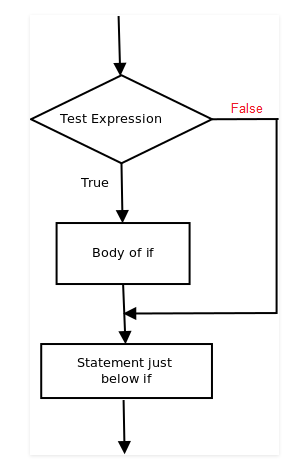 False
Test Expression
True
Body of if
Statement just
below if